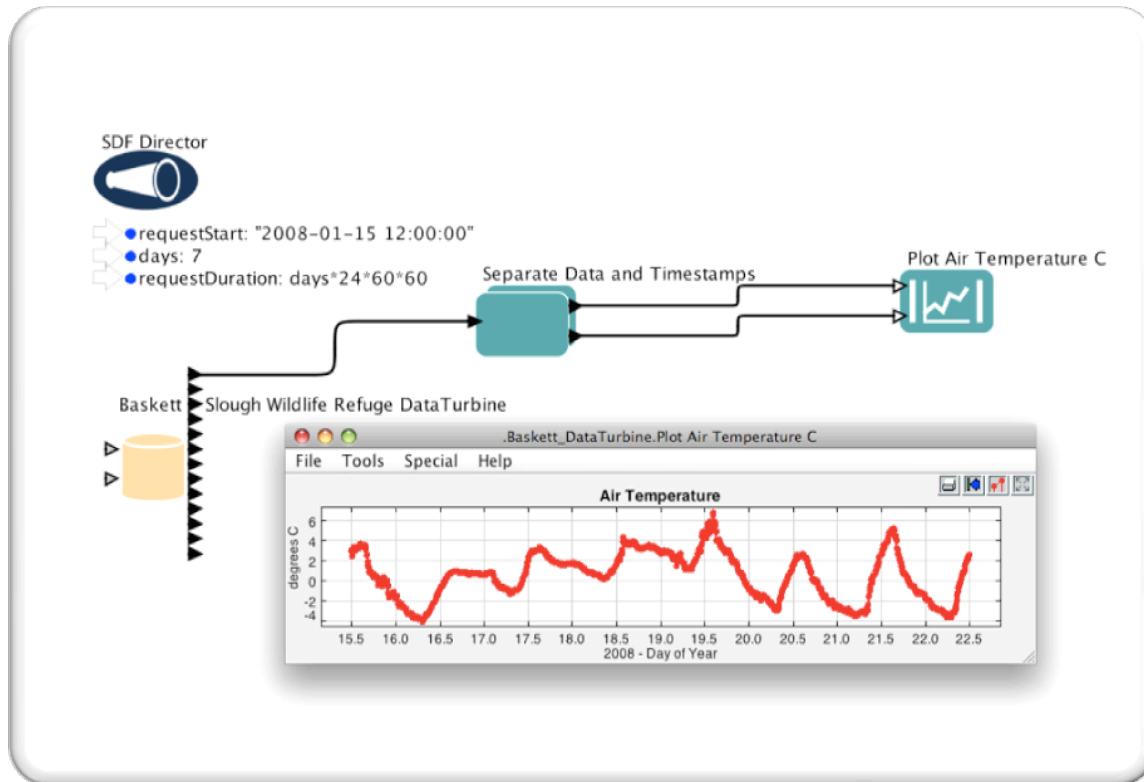 SDF Director
requestStart: "2008-01-15 12:00:00"
days: 7
requestDuration: days*24*60*60
Separate Data and Timestamps
Plot Air Temperature C
Baskett Slough Wildlife Refuge DataTurbine
.Baskett_DataTurbine.Plot Air Temperature C
File Tools Special Help
Air Temperature
degrees C
6
4
2
0
-2
-4
15.5 16.0 16.5 17.0 17.5 18.0 18.5 19.0 19.5 20.0 20.5 21.0 21.5 22.0 22.5
2008 - Day of Year